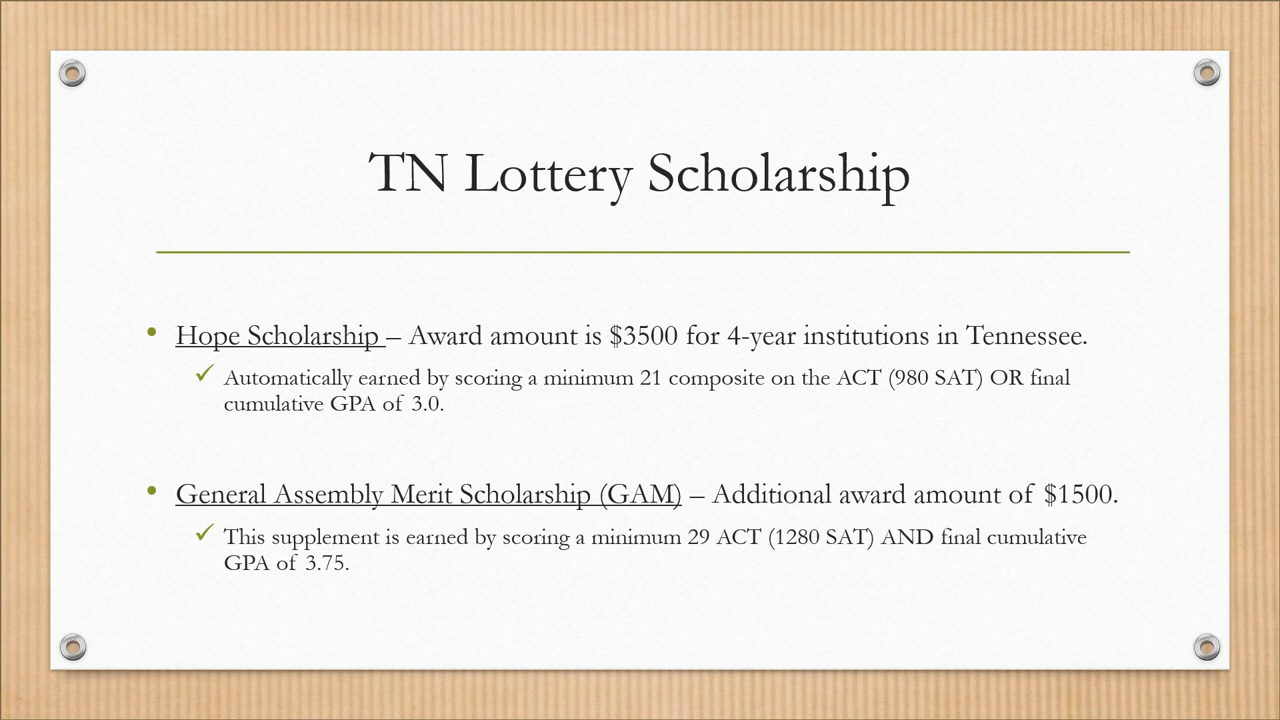 TN Lottery Scholarship
• Hope Scholarship – Award amount is $3500 for 4-year institutions in Tennessee.
✓ Automatically earned by scoring a minimum 21 composite on the ACT (980 SAT) OR final
cumulative GPA of 3.0.
• General Assembly Merit Scholarship (GAM) – Additional award amount of $1500.
✓ This supplement is earned by scoring a minimum 29 ACT (1280 SAT) AND final cumulative
GPA of 3.75.